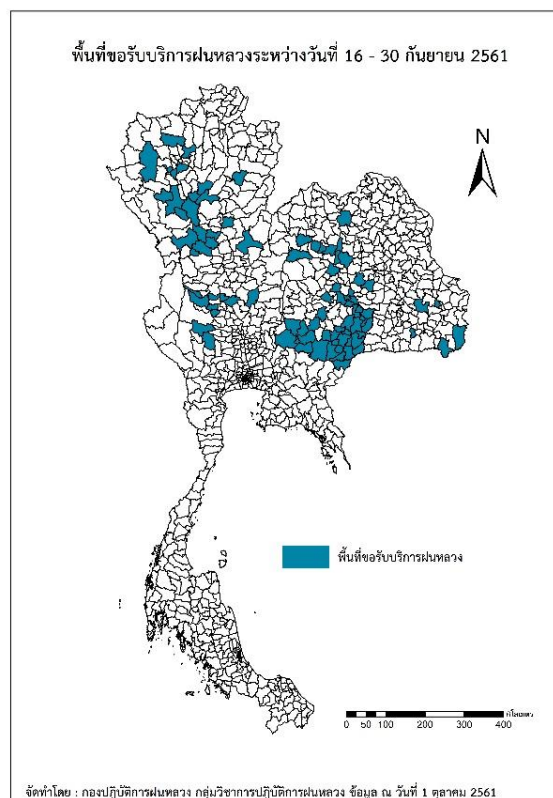 พื้นที่ขอรับบริการฝนหลวงระหว่างวันที่ 16 - 30 กันยายน 2561
N
พื้นที่ขอรับบริการฝนหลวง
กิโลเมตร
0 50 100 200 300 400
จัดทำโดย : กองปฏิบัติการฝนหลวง กลุ่มวิชาการปฏิบัติการฝนหลวง ข้อมูล ณ วันที่ 1 ตุลาคม 2561